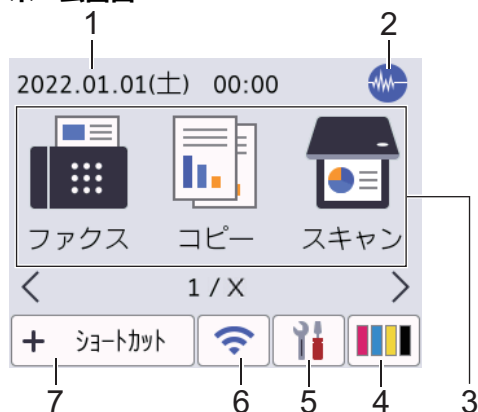 1 2
2022.01.01(土) 00:00
ファクス コピー スキャン
1 / X
+ ショートカット
7 6 5 4 3